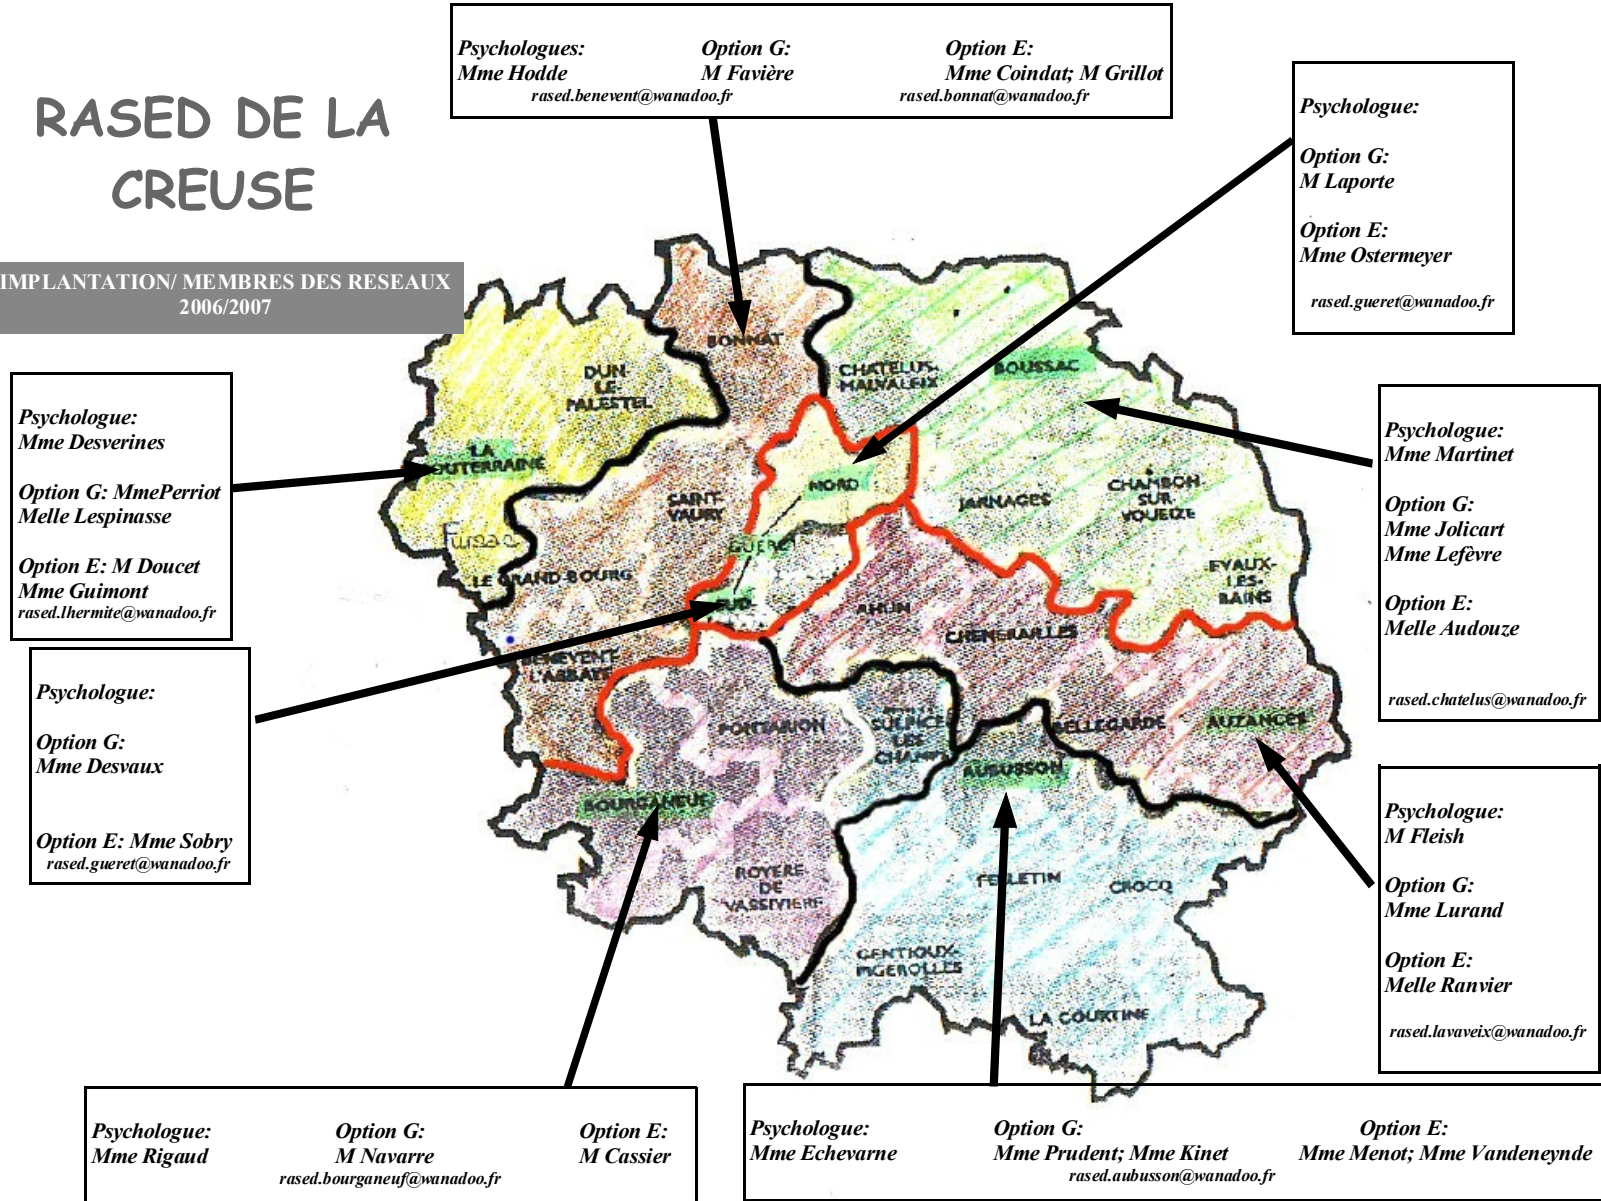 RASED DE LA
CREUSE
IMPLANTATION/ MEMBRES DES RESEAUX
2006/2007
Psychologues: Option G: Option E:
Mme Hodde M Favière Mme Coindat; M Grillot
rased.benevent@wanadoo.fr rased.bonnat@wanadoo.fr
Psychologue:
Option G:
M Laporte
Option E:
Mme Ostermeyer
rased.gueret@wanadoo.fr
Psychologue:
Mme Desverines
Option G: MmePerriot
Melle Lespinasse
Option E: M Doucet
Mme Guimont
rased.lhermite@wanadoo.fr
Psychologue:
Mme Martinet
Option G:
Mme Jolicart
Mme Lefèvre
Option E:
Melle Audouze
rased.chatelus@wanadoo.fr
Psychologue:
Option G:
Mme Desvaux
Option E: Mme Sobry
rased.gueret@wanadoo.fr
Psychologue:
M Fleish
Option G:
Mme Lurand
Option E:
Melle Ranvier
rased.lavaveix@wanadoo.fr
BONNAT
DUN
LE-
PALESTEL
CHATELUS-
MALVALEIX
BOUSSAC
LA
SOUTERRAINE
SAINT-
VAURY
NORD
JARNAGES
CHAMBON-
SUR
VOUEIZE
Fursac
GUERET
LE GRAND-BOURG
SUD
AHUN
EVAUX-
LES-
BAINS
CHENERAILLES
BENEVENT
L'ABBAYE
PONTARION
SULPICE
LES
CHAMPS
BELLEGARDE
AUZANCES
AUBUSSON
BOURGANEUF
ROYERE
DE
VASSIVIERE
FELLETIN
CROCQ
GENTIOUX-
PIGEROLLES
LA COURTINE
Psychologue: Option G: Option E:
Mme Rigaud M Navarre M Cassier
rased.bourganeuf@wanadoo.fr
Psychologue: Option G: Option E:
Mme Echevarne Mme Prudent; Mme Kinet Mme Menot; Mme Vandeneynde
rased.aubusson@wanadoo.fr